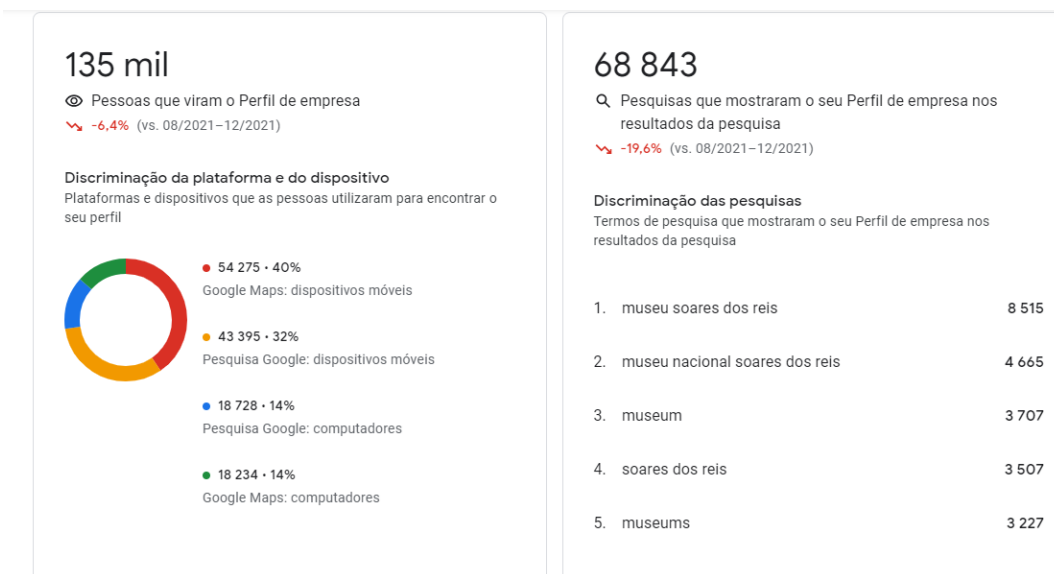 135 mil
Pessoas que viram o Perfil de empresa
-6,4% (vs. 08/2021–12/2021)
Discriminação da plataforma e do dispositivo
Plataformas e dispositivos que as pessoas utilizaram para encontrar o
seu perfil
54 275 · 40%
Google Maps: dispositivos móveis
43 395 · 32%
Pesquisa Google: dispositivos móveis
18 728 · 14%
Pesquisa Google: computadores
18 234 · 14%
Google Maps: computadores
68 843
Pesquisas que mostraram o seu Perfil de empresa nos
resultados da pesquisa
-19,6% (vs. 08/2021–12/2021)
Discriminação das pesquisas
Termos de pesquisa que mostraram o seu Perfil de empresa nos
resultados da pesquisa
1. museu soares dos reis 8 515
2. museu nacional soares dos reis 4 665
3. museum 3 707
4. soares dos reis 3 507
5. museums 3 227